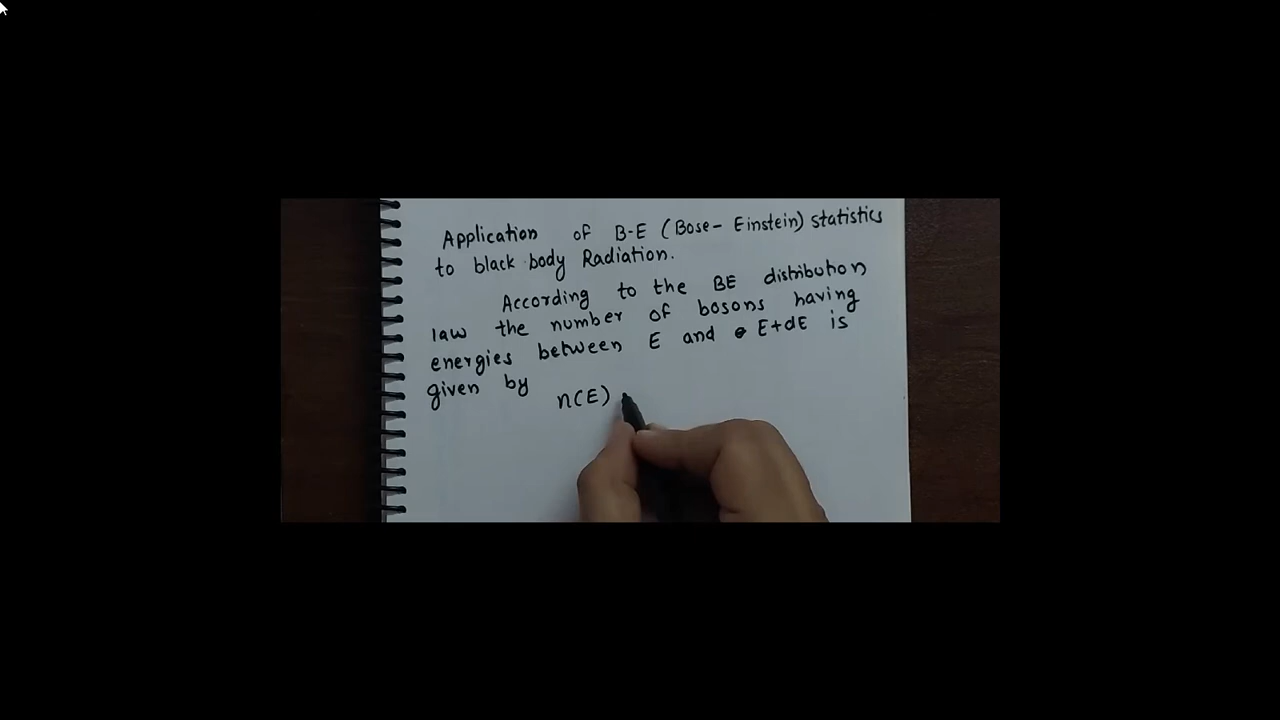 Application of B-E (Bose-Einstein) statistics
to black body Radiation.
According to the BE distribution
law the number of bosons having
energies between E and E+dE is
given by
n(E)